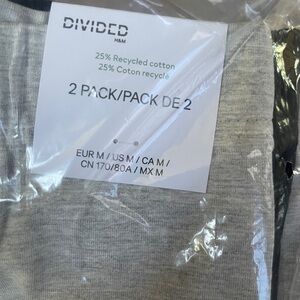 DIVIDED
H&M
25% Recycled cotton
25% Coton recyclé
2 PACK/PACK DE 2
EUR M / US M / CA M /
CN 170/80A / MX M